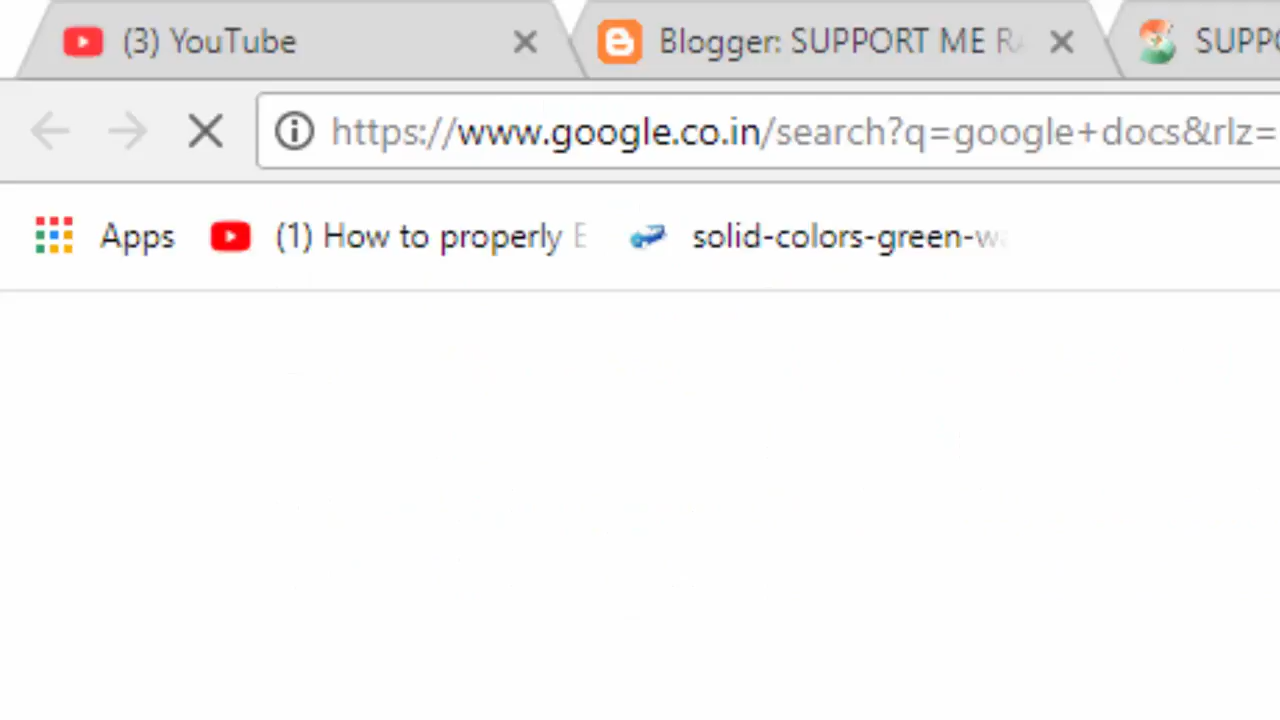 (3) YouTube Blogger: SUPPORT ME
https://www.google.co.in/search?q=google+docs&rlz=
Apps (1) How to properly solid-colors-green-